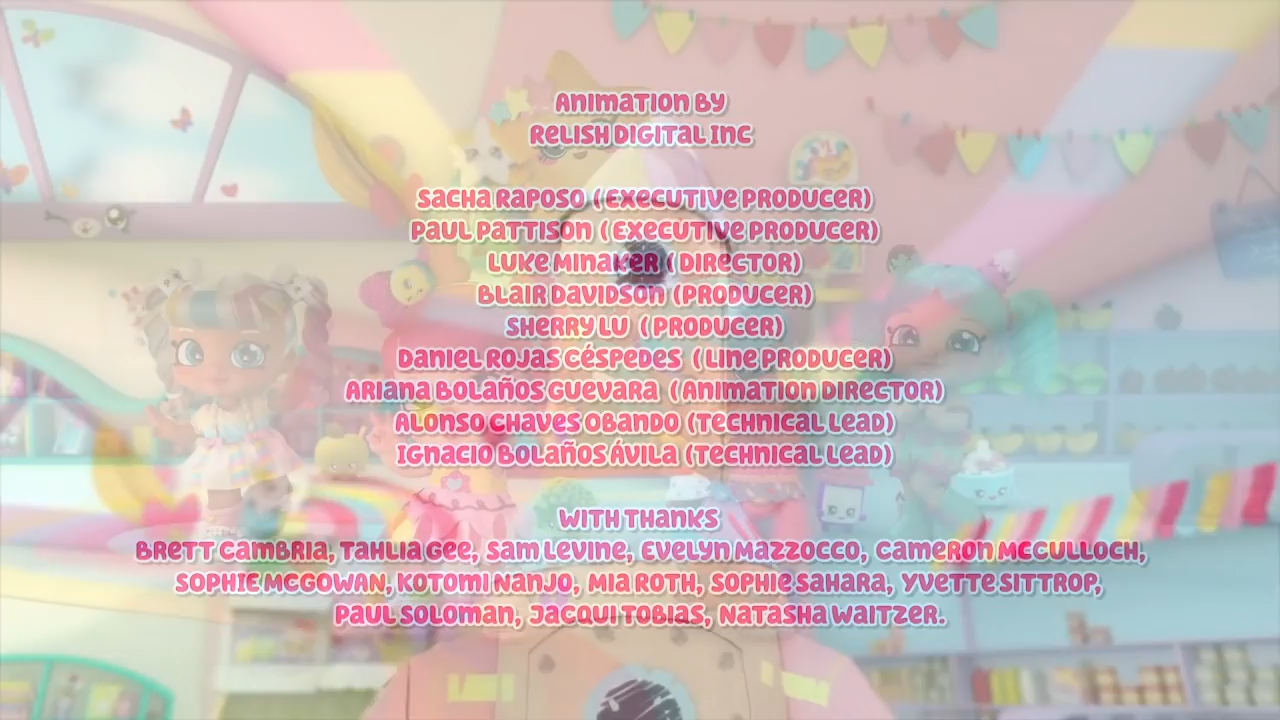 Animation by
Relish Digital Inc
Sacha Raposo (Executive Producer)
Paul Pattison (Executive Producer)
Luke Minaker (Director)
Blair Davidson (Producer)
Sherry Lu (Producer)
Daniel Rojas Géspedes (Line Producer)
Ariana Bolaños Guevara (Animation Director)
Alonso Chaves Obando (Technical Lead)
Ignacio Bolaños Ávila (Technical Lead)
With Thanks
Brett Cambria, Tahlia Gee, Sam Levine, Evelyn Mazzocco, Cameron McCulloch,
Sophie McGowan, Kotomi Nanjo, Mia Roth, Sophie Sahara, Yvette Sittrop,
Paul Soloman, Jacqui Tobias, Natasha Waitzer.